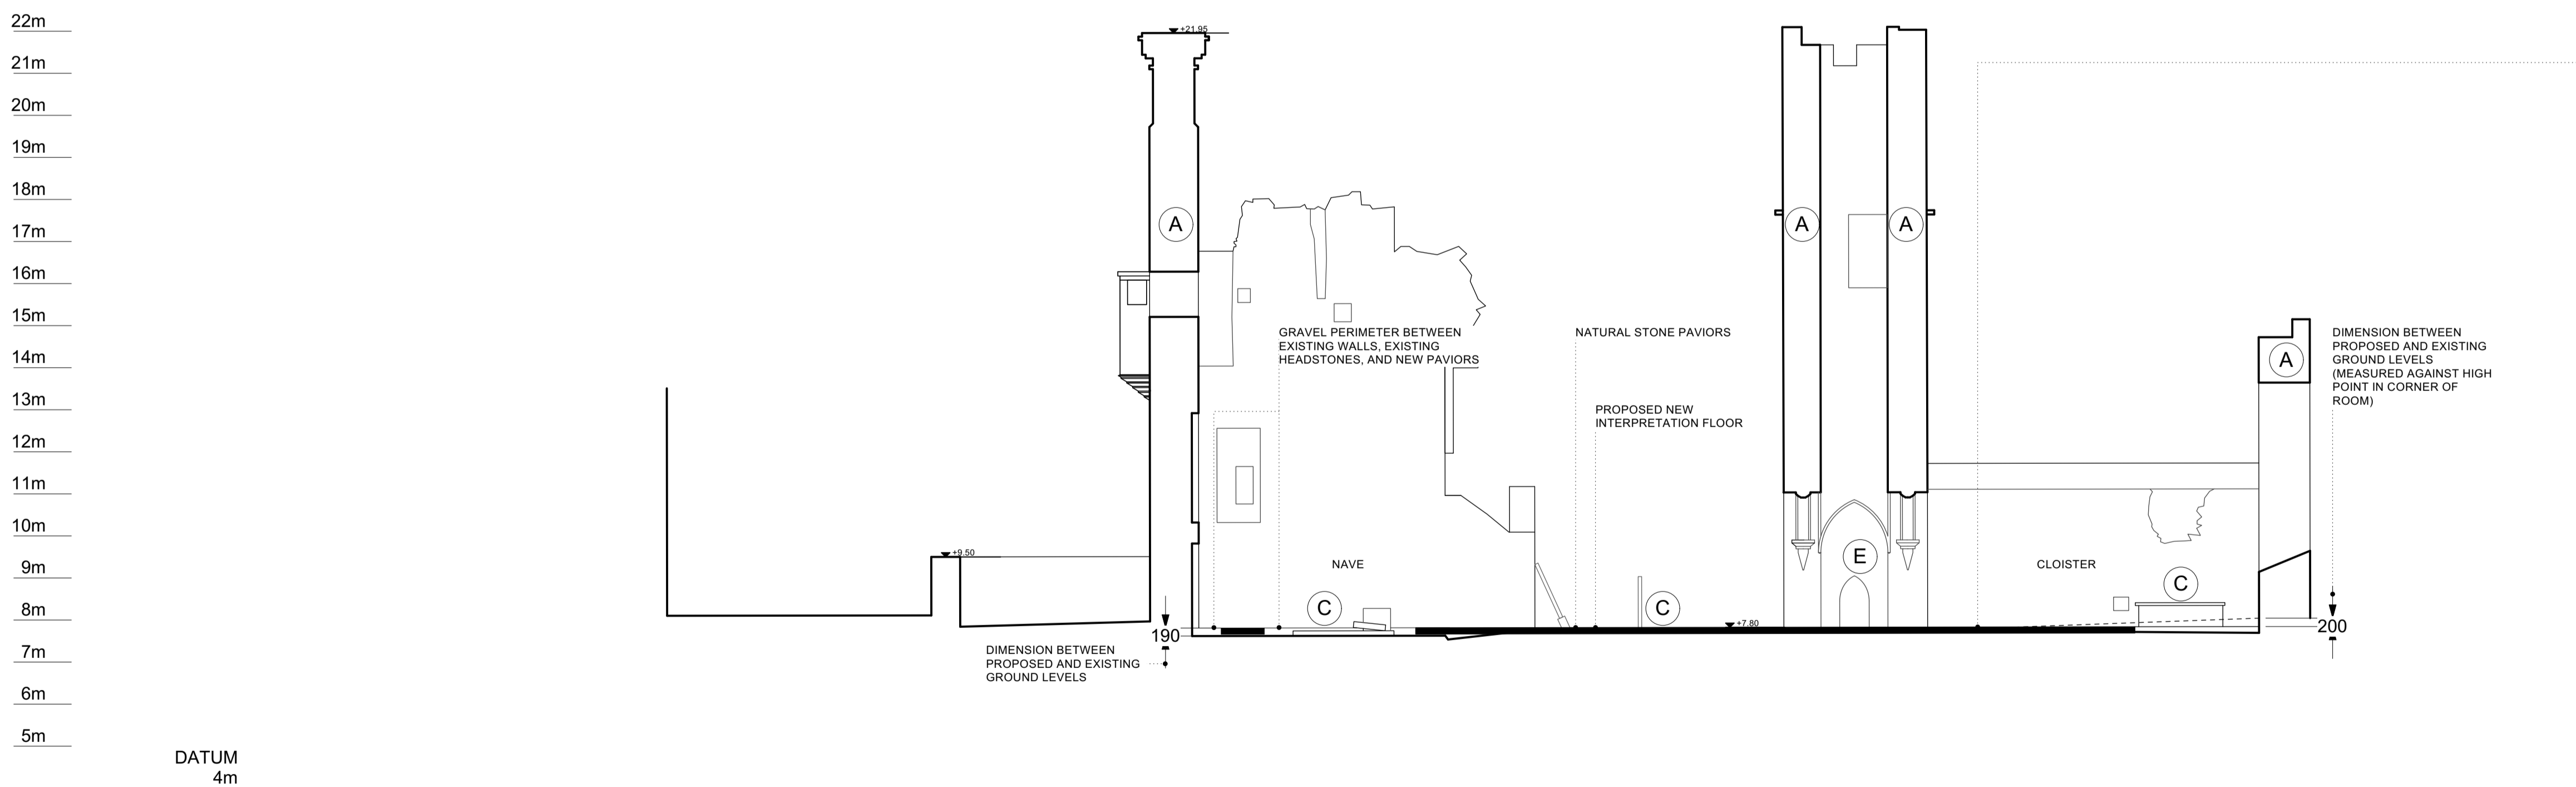 22m
21m
20m
19m
18m
17m
16m
15m
14m
13m
12m
11m
10m
9m
8m
7m
6m
5m
DATUM
4m
+21.95
A
A
A
A
GRAVEL PERIMETER BETWEEN
EXISTING WALLS, EXISTING
HEADSTONES, AND NEW PAVIORS
NATURAL STONE PAVIORS
PROPOSED NEW
INTERPRETATION FLOOR
DIMENSION BETWEEN
PROPOSED AND EXISTING
GROUND LEVELS
(MEASURED AGAINST HIGH
POINT IN CORNER OF
ROOM)
+9.50
NAVE
E
CLOISTER
C
C
C
190
+7.80
200
DIMENSION BETWEEN
PROPOSED AND EXISTING
GROUND LEVELS